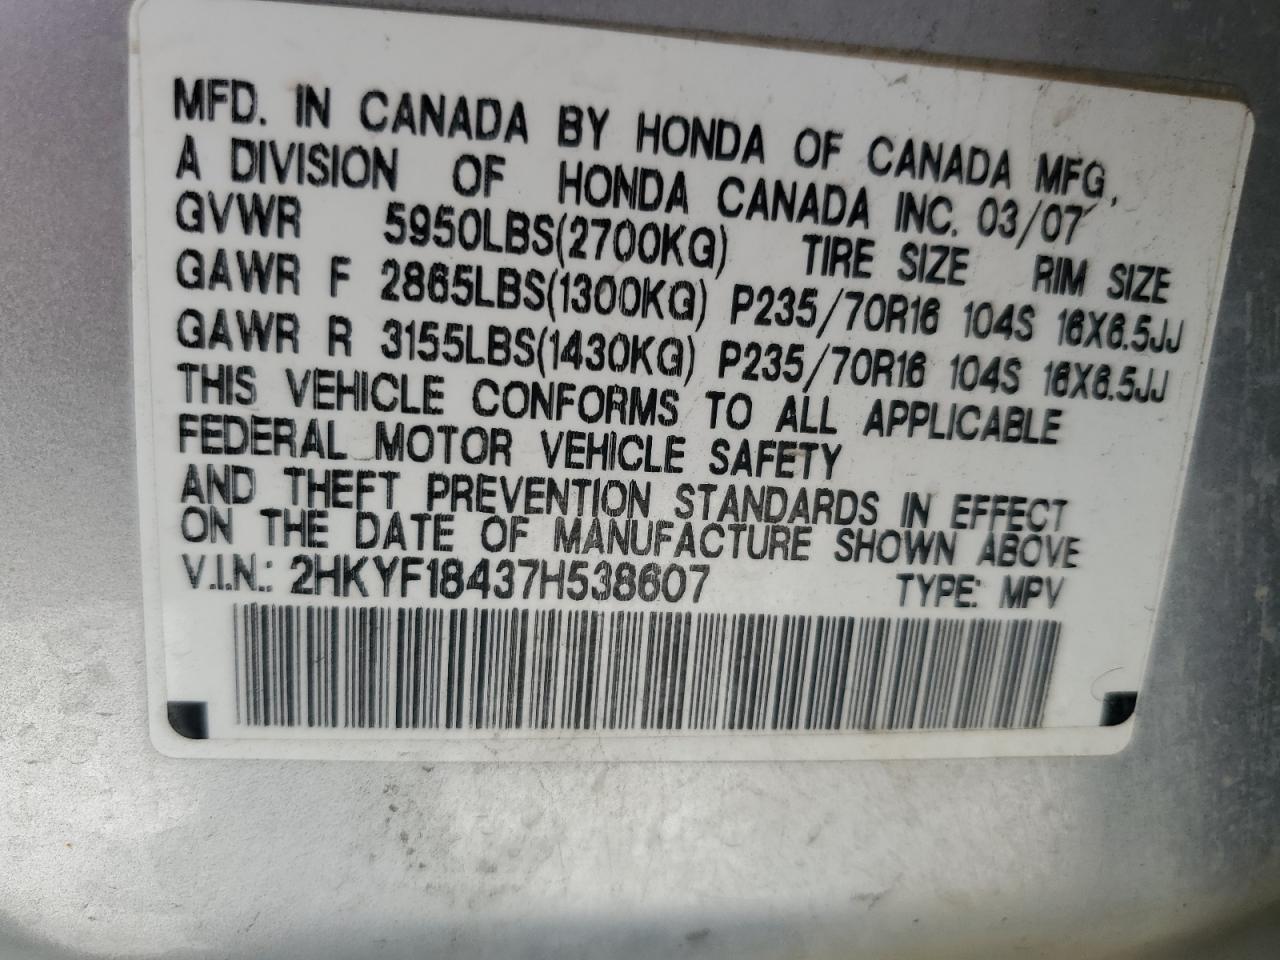 MFD. IN CANADA BY HONDA OF CANADA MFG.,
A DIVISION OF HONDA CANADA INC. 03/07
GVWR 5950LBS(2700KG) TIRE SIZE RIM SIZE
GAWR F 2865LBS(1300KG) P235/70R16 104S 16X6.5JJ
GAWR R 3155LBS(1430KG) P235/70R16 104S 16X6.5JJ
THIS VEHICLE CONFORMS TO ALL APPLICABLE
FEDERAL MOTOR VEHICLE SAFETY
AND THEFT PREVENTION STANDARDS IN EFFECT
ON THE DATE OF MANUFACTURE SHOWN ABOVE
V.I.N.: 2HKYF18437H538607 TYPE: MPV